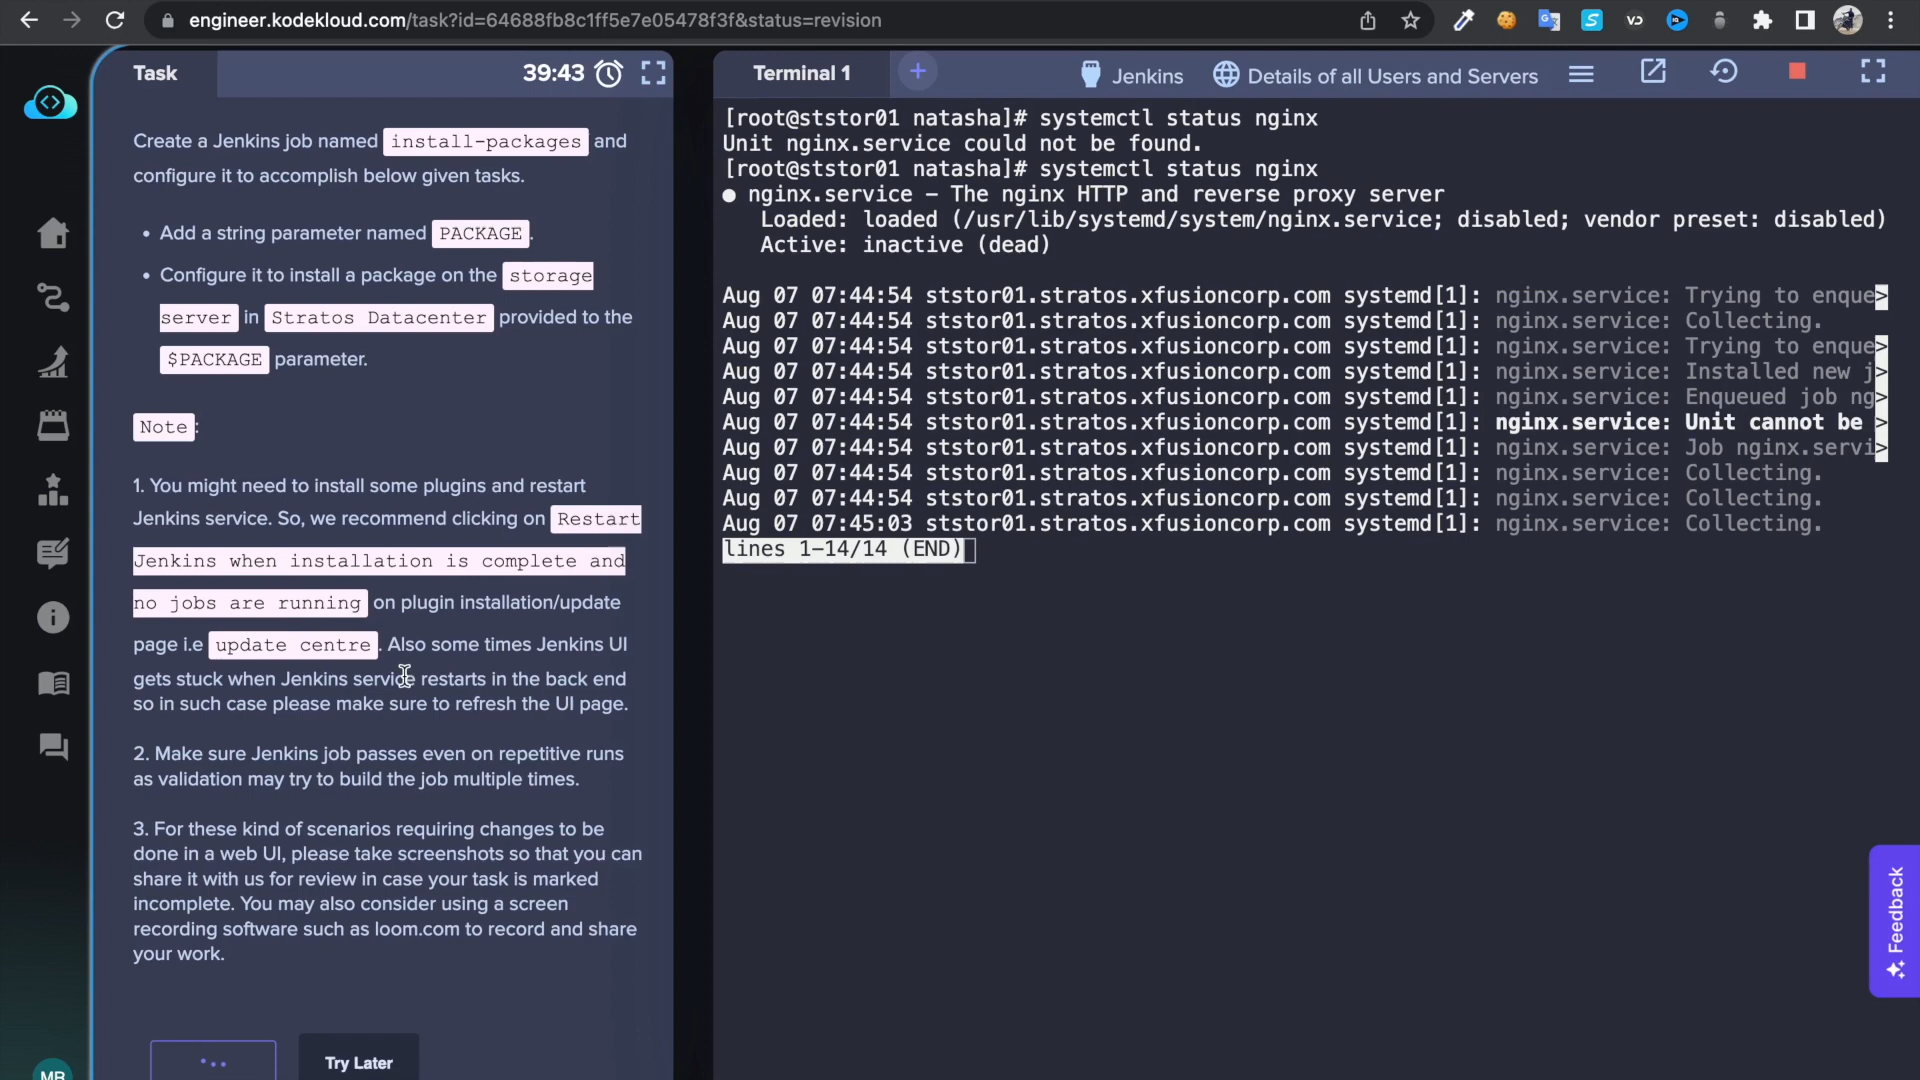 engineer.kodekloud.com/task?id=64688fb8c1ff5e7e05478f3f&status=revision
Task
39:43
Create a Jenkins job named install-packages and
configure it to accomplish below given tasks.
• Add a string parameter named PACKAGE.
• Configure it to install a package on the storage
server in Stratos Datacenter provided to the
$PACKAGE parameter.
Note:
1. You might need to install some plugins and restart
Jenkins service. So, we recommend clicking on Restart
Jenkins when installation is complete and
no jobs are running on plugin installation/update
page i.e update centre. Also some times Jenkins UI
gets stuck when Jenkins service restarts in the back end
so in such case please make sure to refresh the UI page.
2. Make sure Jenkins job passes even on repetitive runs
as validation may try to build the job multiple times.
3. For these kind of scenarios requiring changes to be
done in a web UI, please take screenshots so that you can
share it with us for review in case your task is marked
incomplete. You may also consider using a screen
recording software such as loom.com to record and share
your work.
Try Later
MB
Terminal 1
+
Jenkins
Details of all Users and Servers
[root@ststor01 natasha]# systemctl status nginx
Unit nginx.service could not be found.
[root@ststor01 natasha]# systemctl status nginx
● nginx.service – The nginx HTTP and reverse proxy server
Loaded: loaded (/usr/lib/systemd/system/nginx.service; disabled; vendor preset: disabled)
Active: inactive (dead)
Aug 07 07:44:54 ststor01.stratos.xfusioncorp.com systemd[1]: nginx.service: Trying to enque>
Aug 07 07:44:54 ststor01.stratos.xfusioncorp.com systemd[1]: nginx.service: Collecting.
Aug 07 07:44:54 ststor01.stratos.xfusioncorp.com systemd[1]: nginx.service: Trying to enque>
Aug 07 07:44:54 ststor01.stratos.xfusioncorp.com systemd[1]: nginx.service: Installed new j>
Aug 07 07:44:54 ststor01.stratos.xfusioncorp.com systemd[1]: nginx.service: Enqueued job ng>
Aug 07 07:44:54 ststor01.stratos.xfusioncorp.com systemd[1]: nginx.service: Unit cannot be >
Aug 07 07:44:54 ststor01.stratos.xfusioncorp.com systemd[1]: nginx.service: Job nginx.servi>
Aug 07 07:44:54 ststor01.stratos.xfusioncorp.com systemd[1]: nginx.service: Collecting.
Aug 07 07:44:54 ststor01.stratos.xfusioncorp.com systemd[1]: nginx.service: Collecting.
Aug 07 07:45:03 ststor01.stratos.xfusioncorp.com systemd[1]: nginx.service: Collecting.
lines 1–14/14 (END)
Feedback